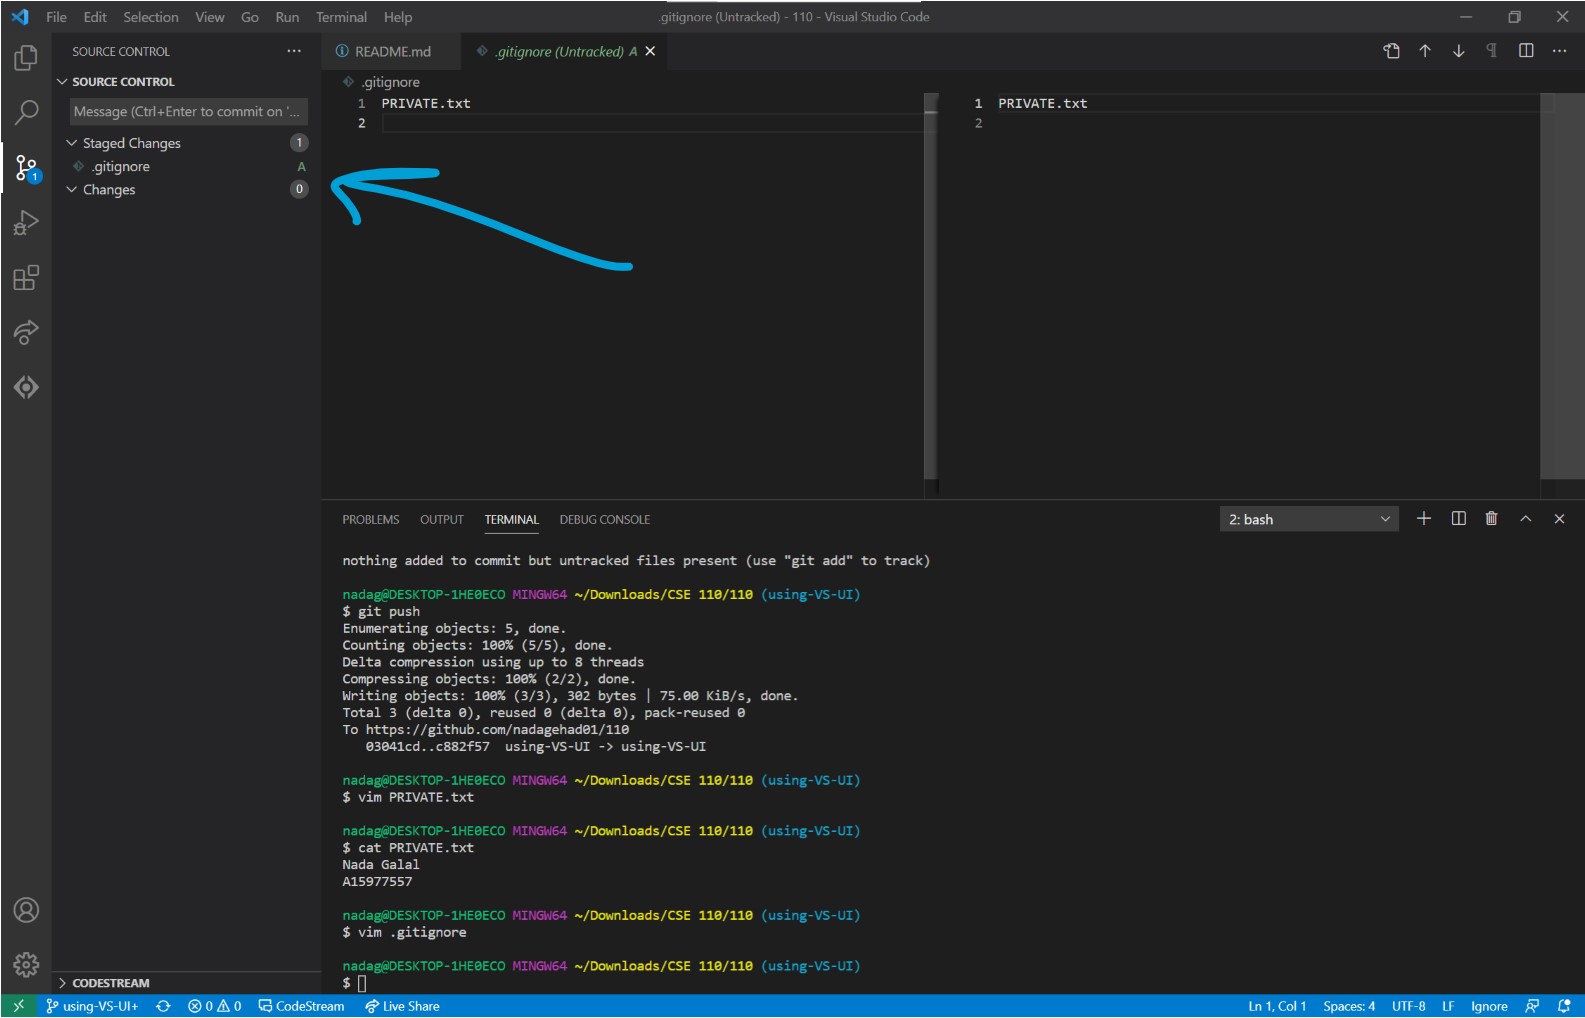 File Edit Selection View Go Run Terminal Help
.gitignore (Untracked) - 110 - Visual Studio Code
SOURCE CONTROL ···
README.md
.gitignore (Untracked) A
SOURCE CONTROL
Message (Ctrl+Enter to commit on '...
Staged Changes 1
.gitignore A
Changes 0
1
.gitignore
1 PRIVATE.txt
2
1 PRIVATE.txt
2
PROBLEMS OUTPUT TERMINAL DEBUG CONSOLE
2: bash
nothing added to commit but untracked files present (use "git add" to track)
nadag@DESKTOP-1HE0ECO MINGW64 ~/Downloads/CSE 110/110 (using-VS-UI)
$ git push
Enumerating objects: 5, done.
Counting objects: 100% (5/5), done.
Delta compression using up to 8 threads
Compressing objects: 100% (2/2), done.
Writing objects: 100% (3/3), 302 bytes | 75.00 KiB/s, done.
Total 3 (delta 0), reused 0 (delta 0), pack-reused 0
To https://github.com/nadagehad01/110
03041cd..c882f57  using-VS-UI -> using-VS-UI
nadag@DESKTOP-1HE0ECO MINGW64 ~/Downloads/CSE 110/110 (using-VS-UI)
$ vim PRIVATE.txt
nadag@DESKTOP-1HE0ECO MINGW64 ~/Downloads/CSE 110/110 (using-VS-UI)
$ cat PRIVATE.txt
Nada Galal
A15977557
nadag@DESKTOP-1HE0ECO MINGW64 ~/Downloads/CSE 110/110 (using-VS-UI)
$ vim .gitignore
nadag@DESKTOP-1HE0ECO MINGW64 ~/Downloads/CSE 110/110 (using-VS-UI)
$
CODESTREAM
using-VS-UI+ 0 0 CodeStream Live Share
Ln 1, Col 1 Spaces: 4 UTF-8 LF Ignore